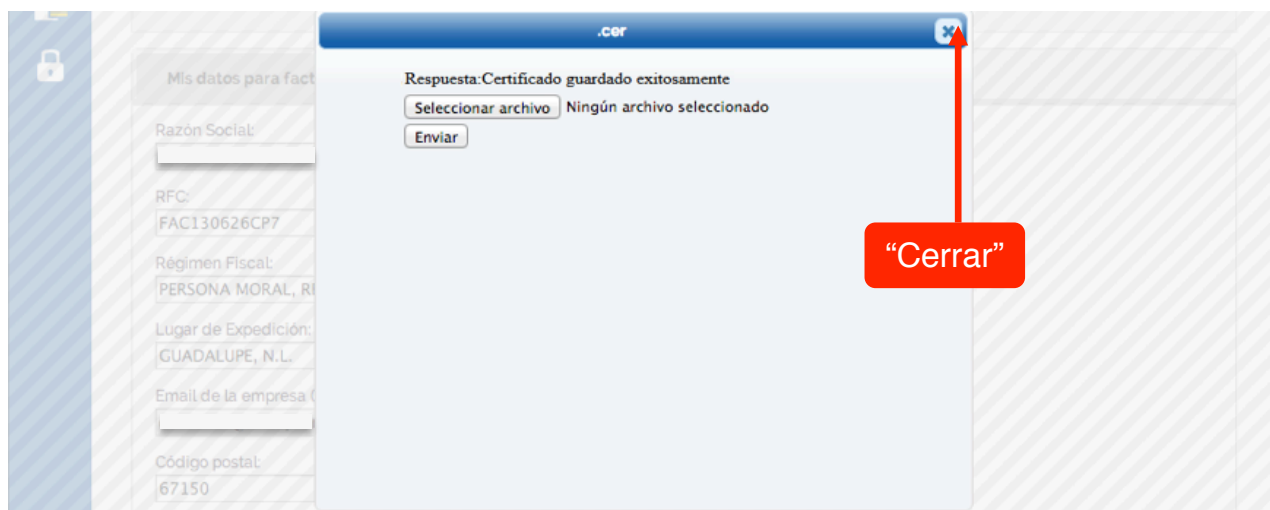 .cer
Respuesta:Certificado guardado exitosamente
Seleccionar archivo Ningún archivo seleccionado
Enviar
“Cerrar”
Mis datos para fact
Razón Social:
RFC:
FAC130626CP7
Régimen Fiscal:
PERSONA MORAL, R
Lugar de Expedición:
GUADALUPE, N.L.
Email de la empresa (
Código postal:
67150